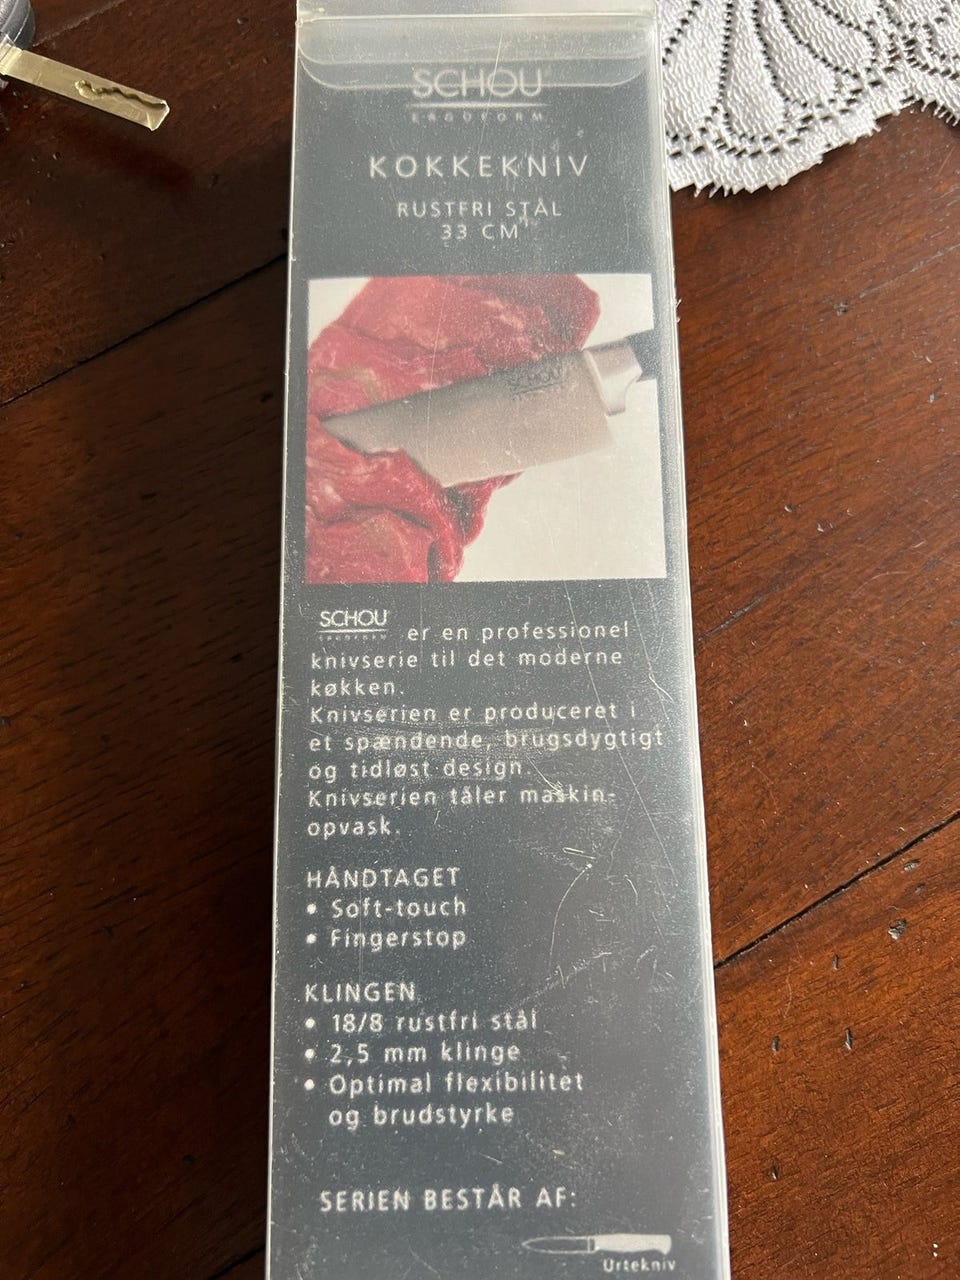 SCHOU
ERGOFORM
KOKKEKNIV
RUSTFRI STÅL
33 CM
SCHOU
SCHOU
ERGOFORM er en professionel
knivserie til det moderne
køkken.
Knivserien er produceret i
et spændende, brugsdygtigt
og tidløst design.
Knivserien tåler maskin-
opvask.
HÅNDTAGET
• Soft-touch
• Fingerstop
KLINGEN
• 18/8 rustfri stål
• 2,5 mm klinge
• Optimal flexibilitet
og brudstyrke
SERIEN BESTÅR AF:
Urtekniv